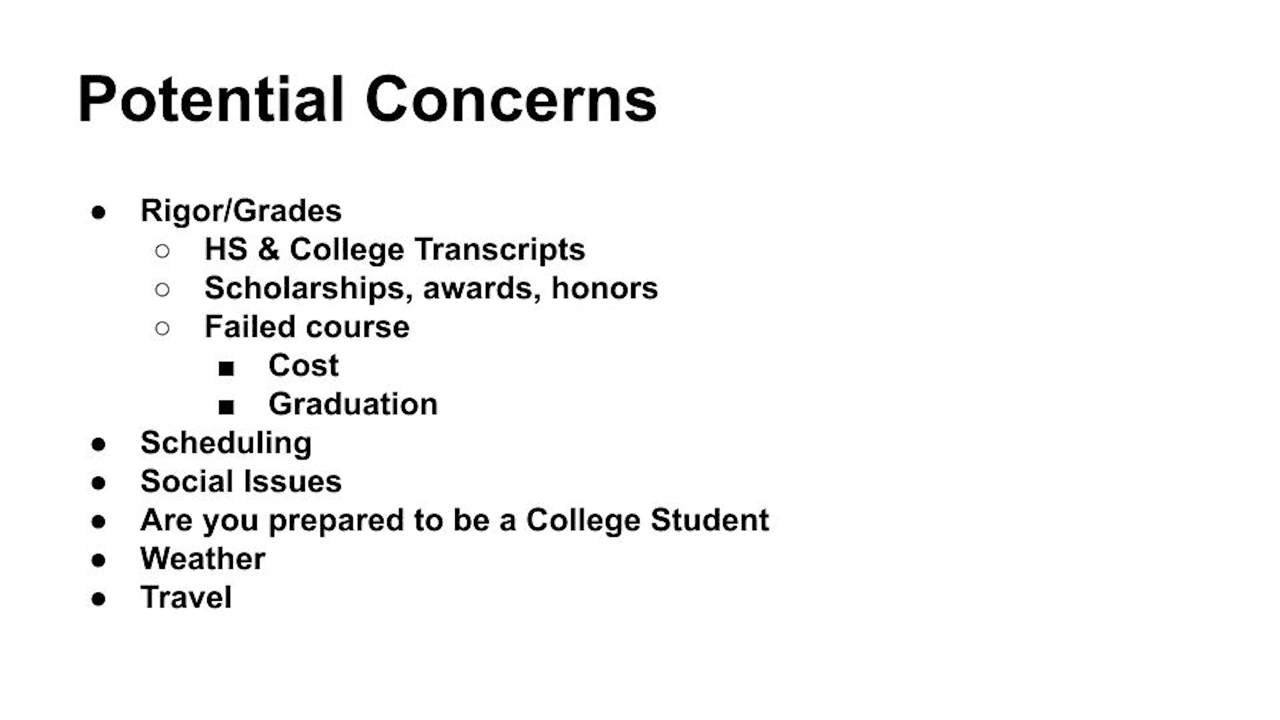 Potential Concerns
● Rigor/Grades
○ HS & College Transcripts
○ Scholarships, awards, honors
○ Failed course
■ Cost
■ Graduation
● Scheduling
● Social Issues
● Are you prepared to be a College Student
● Weather
● Travel